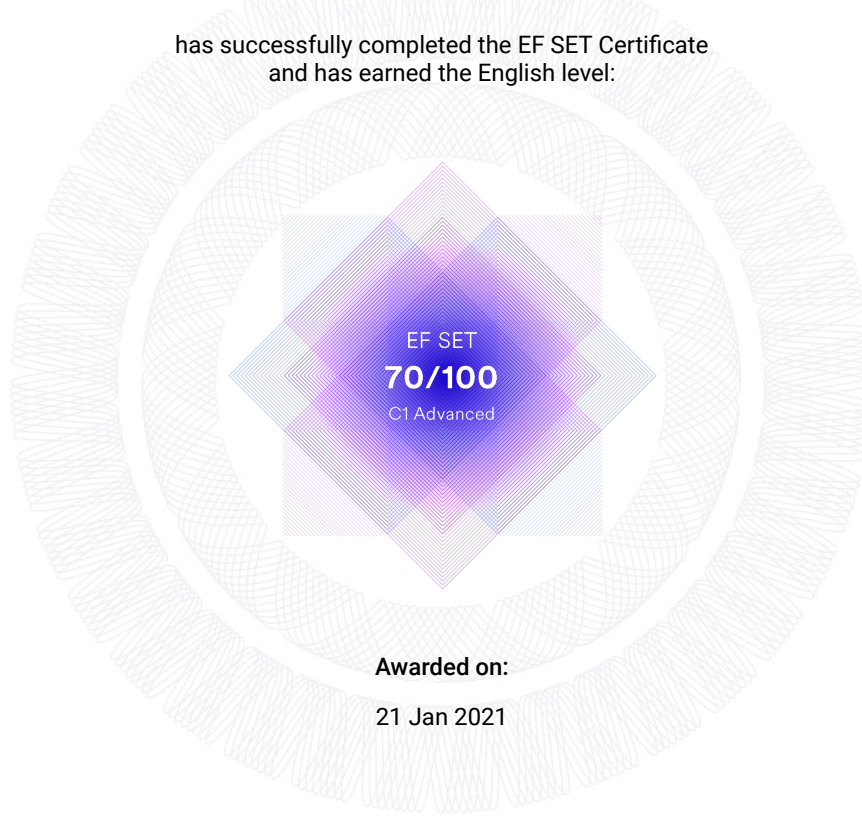 has successfully completed the EF SET Certificate
and has earned the English level:
EF SET
70/100
C1 Advanced
Awarded on:
21 Jan 2021